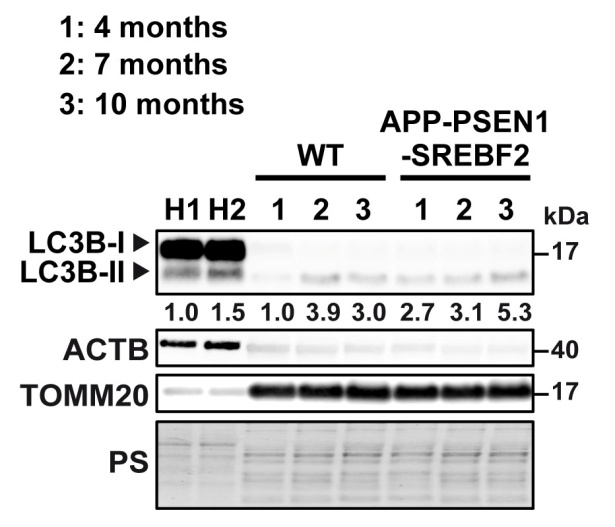 1: 4 months
2: 7 months
3: 10 months
APP-PSEN1
WT -SREBF2
H1 H2 1 2 3 1 2 3 kDa
LC3B-I 17
LC3B-II
1.0 1.5 1.0 3.9 3.0 2.7 3.1 5.3
ACTB 40
TOMM20 17
PS